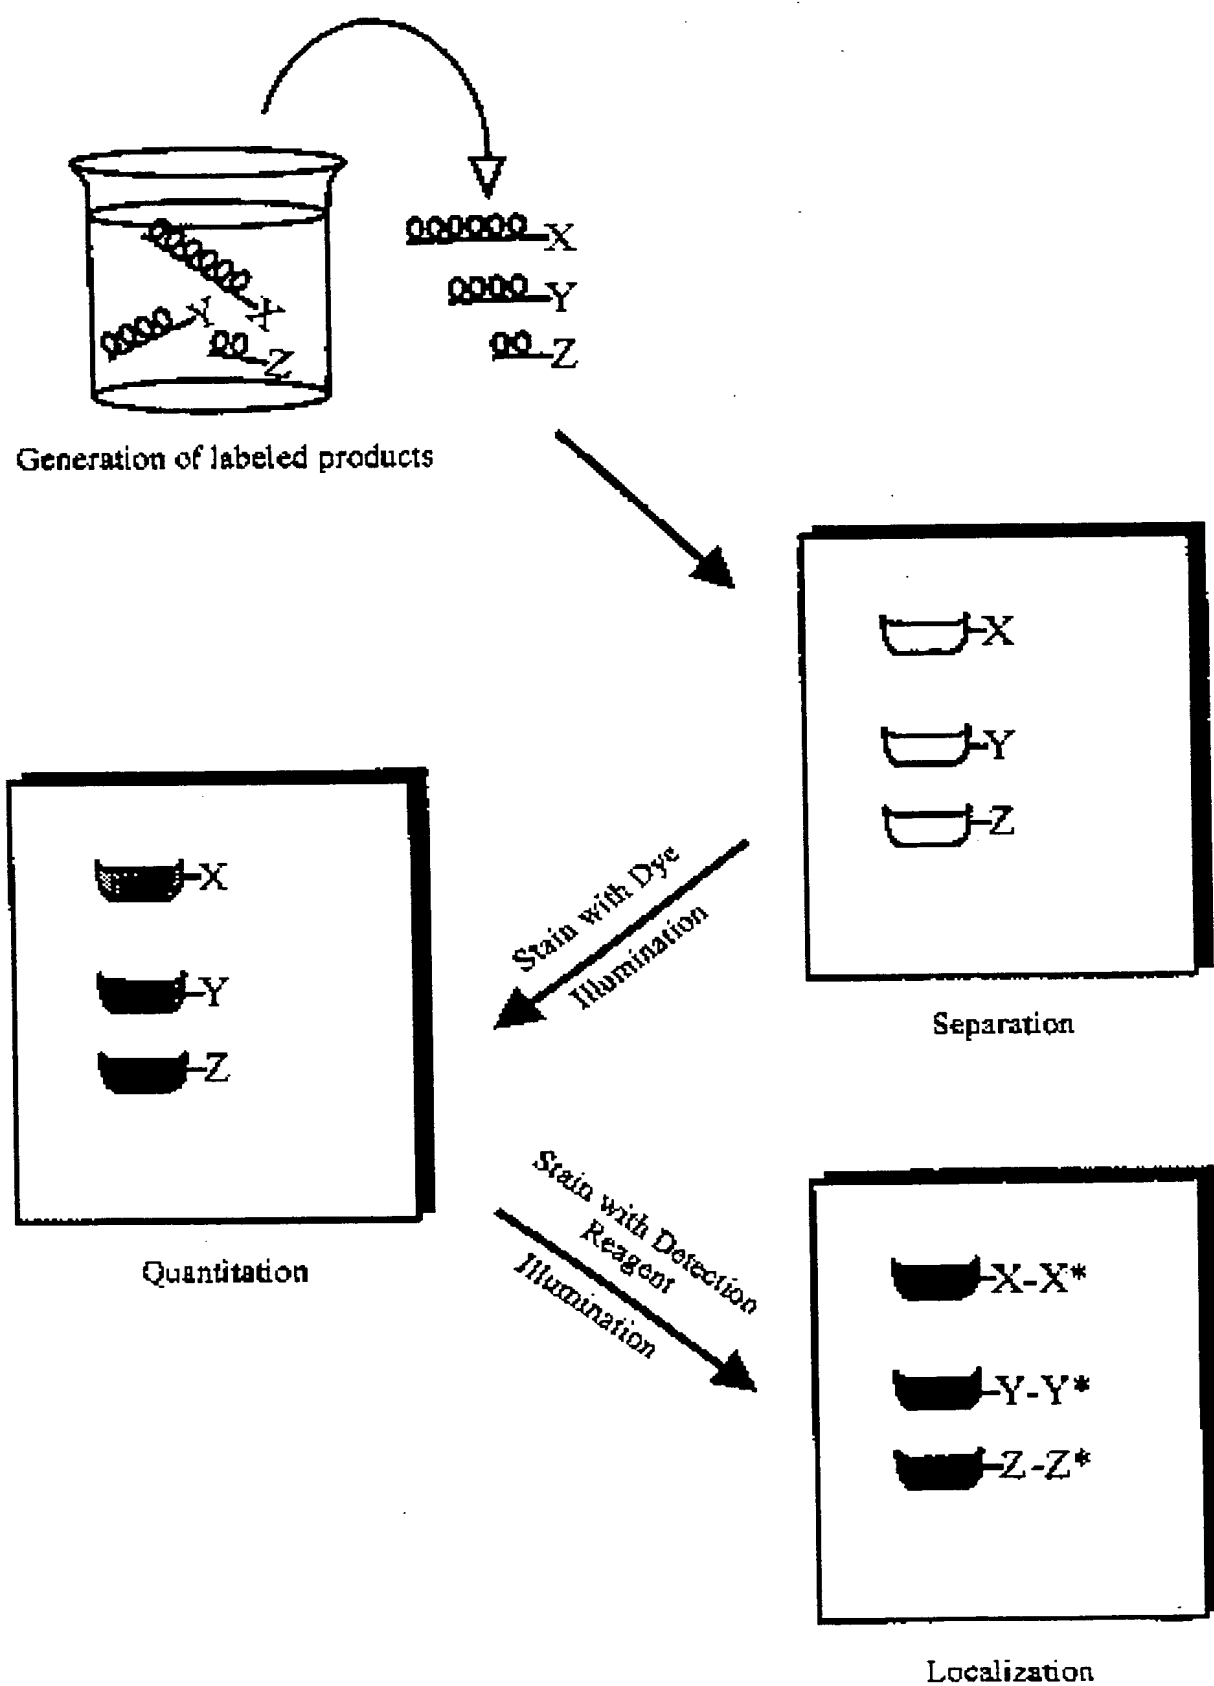 X
Y
Z
X
Y
Z
Generation of labeled products
X
Y
Z
Separation
Stain with Dye
Illumination
X
Y
Z
Quantitation
Stain with Detection
Reagent
Illumination
X-X*
Y-Y*
Z-Z*
Localization